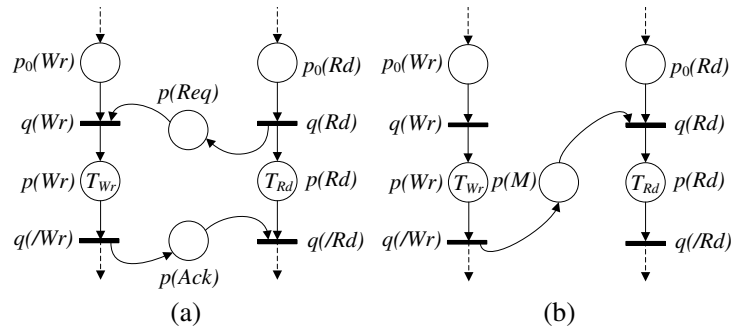 p0(Wr)
p0(Rd)
p(Req)
q(Wr)
q(Rd)
p(Wr)
TWr
TRd
p(Rd)
q(/Wr)
q(/Rd)
p(Ack)
(a)
p0(Wr)
p0(Rd)
q(Wr)
q(Rd)
p(Wr)
TWr
p(M)
TRd
p(Rd)
q(/Wr)
q(/Rd)
(b)